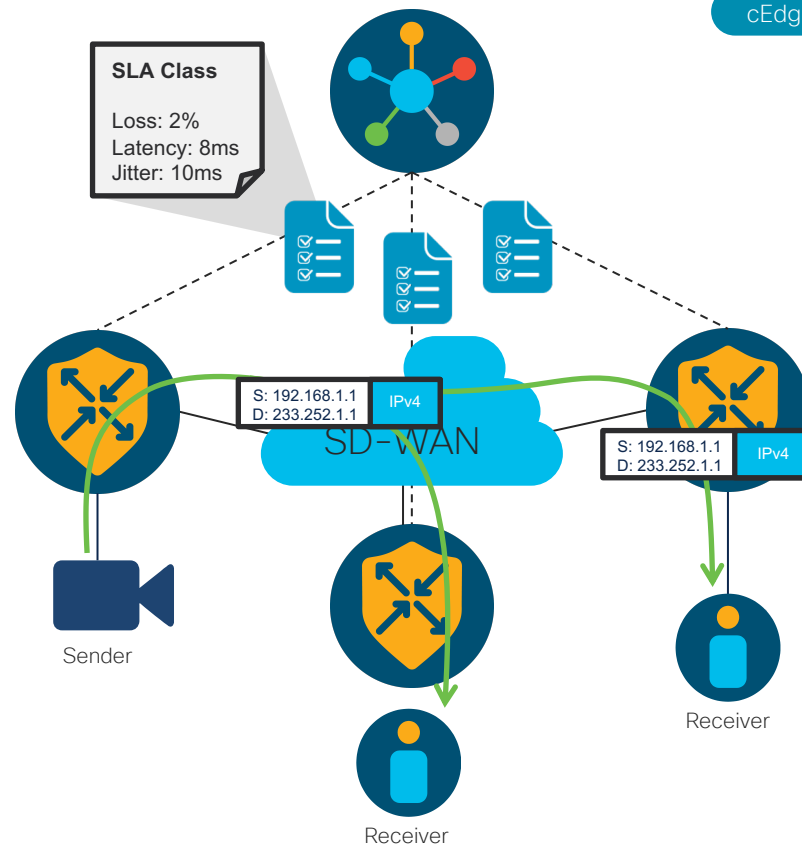 cEdg
SLA Class
Loss: 2%
Latency: 8ms
Jitter: 10ms
S: 192.168.1.1
D: 233.252.1.1
IPv4
SD-WAN
S: 192.168.1.1
D: 233.252.1.1
IPv4
Sender
Receiver
Receiver